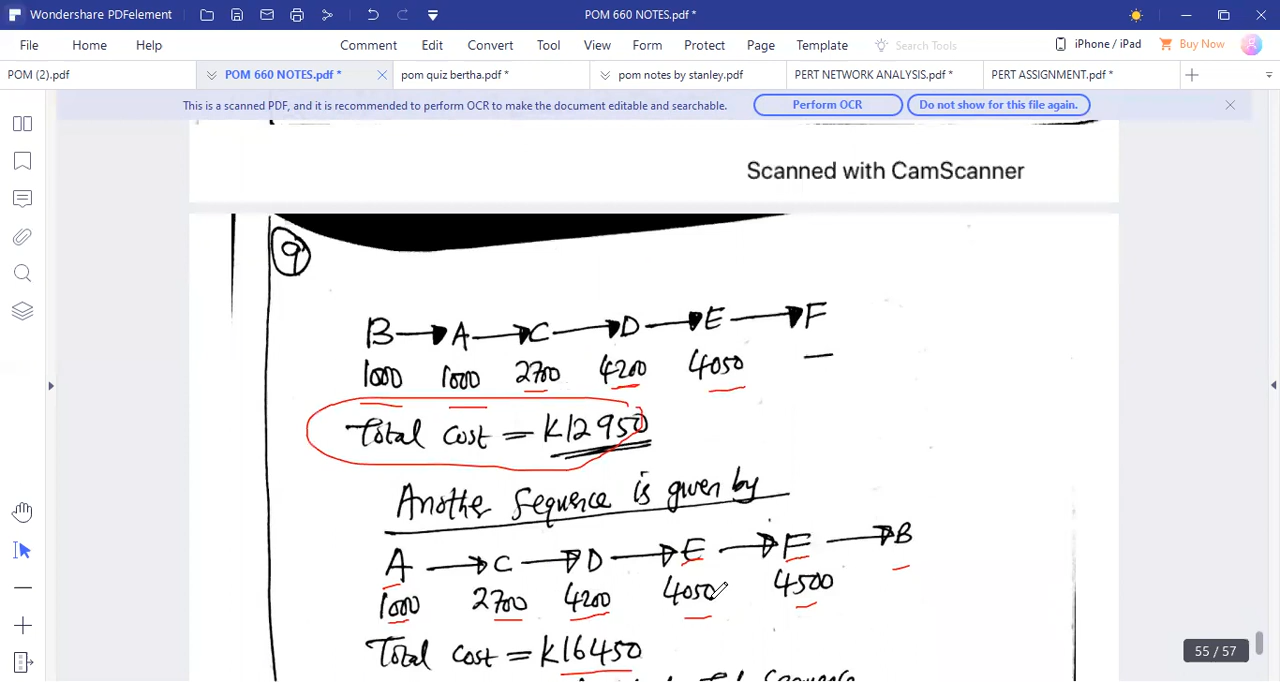 Wondershare PDFelement
POM 660 NOTES.pdf *
File Home Help Comment Edit Convert Tool View Form Protect Page Template Search Tools iPhone / iPad Buy Now
POM (2).pdf POM 660 NOTES.pdf * pom quiz bertha.pdf * pom notes by stanley.pdf PERT NETWORK ANALYSIS.pdf * PERT ASSIGNMENT.pdf *
This is a scanned PDF, and it is recommended to perform OCR to make the document editable and searchable. Perform OCR Do not show for this file again.
Scanned with CamScanner
9
B → A → C → D → E → F
1000 1000 2700 4200 4050 —
Total cost = K12950
Another sequence is given by
A → C → D → E → F → B
1000 2700 4200 4050 4500
Total cost = K16450
sequence
55 / 57